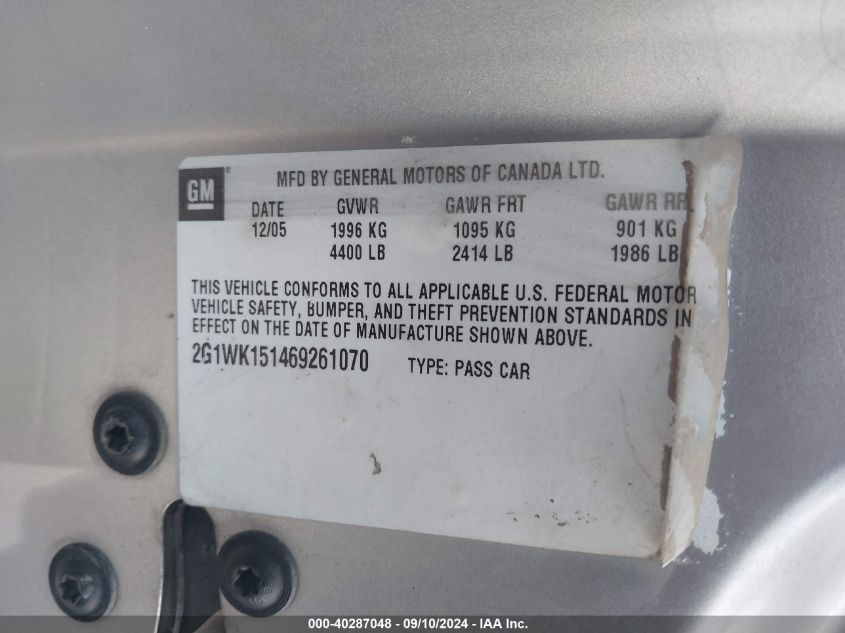 GM
MFD BY GENERAL MOTORS OF CANADA LTD.
DATE GVWR GAWR FRT GAWR RR
12/05 1996 KG 1095 KG 901 KG
4400 LB 2414 LB 1986 LB
THIS VEHICLE CONFORMS TO ALL APPLICABLE U.S. FEDERAL MOTOR
VEHICLE SAFETY, BUMPER, AND THEFT PREVENTION STANDARDS IN
EFFECT ON THE DATE OF MANUFACTURE SHOWN ABOVE.
2G1WK151469261070 TYPE: PASS CAR
000-40287048 - 09/10/2024 - IAA Inc.